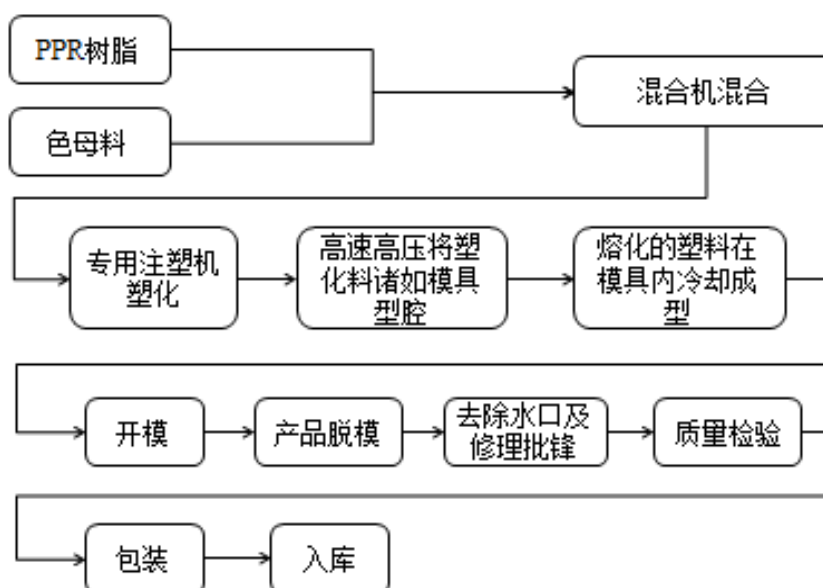 PPR树脂
混合机混合
色母料
专用注塑机
塑化
高速高压将塑
化料诸如模具
型腔
熔化的塑料在
模具内冷却成
型
开模
产品脱模
去除水口及
修理批锋
质量检验
包装
入库